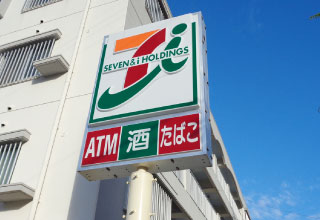 SEVEN & i HOLDINGS
ATM 酒 たばこ